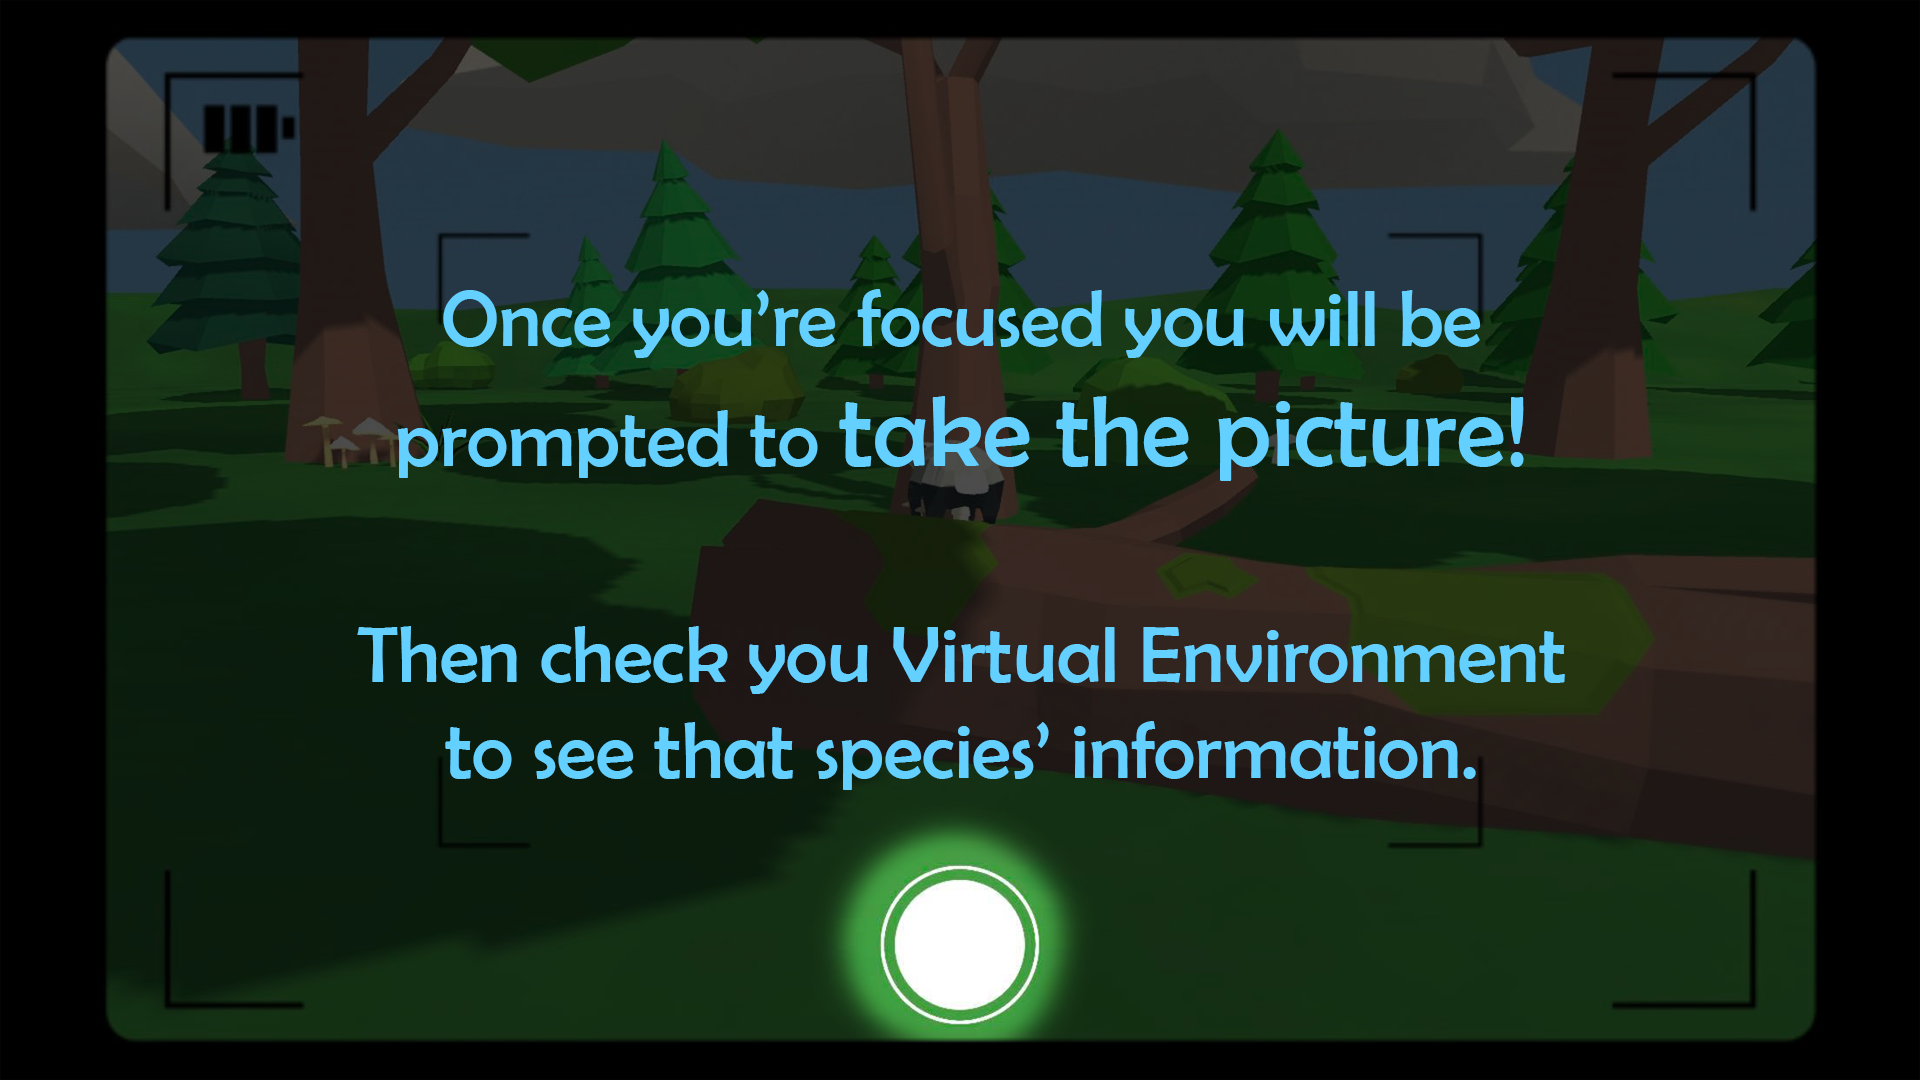 Once you’re focused you will be
prompted to take the picture!
Then check you Virtual Environment
to see that species’ information.